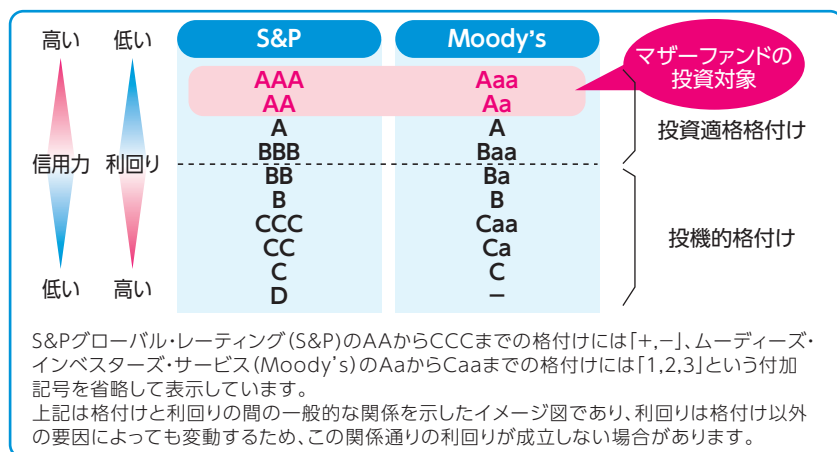 高い 低い S&P Moody's マザーファンドの
投資対象
AAA Aaa
AA Aa
A A 投資適格格付け
BBB Baa
信用力 利回り
BB Ba
B B
CCC Caa
CC Ca 投機的格付け
C C
低い 高い D －
S&Pグローバル・レーティング(S&P)のAAからCCCまでの格付けには「+,−」、ムーディーズ・
インベスターズ・サービス(Moody's)のAaからCaaまでの格付けには「1,2,3」という付加
記号を省略して表示しています。
上記は格付けと利回りの間の一般的な関係を示したイメージ図であり、利回りは格付け以外
の要因によっても変動するため、この関係通りの利回りが成立しない場合があります。